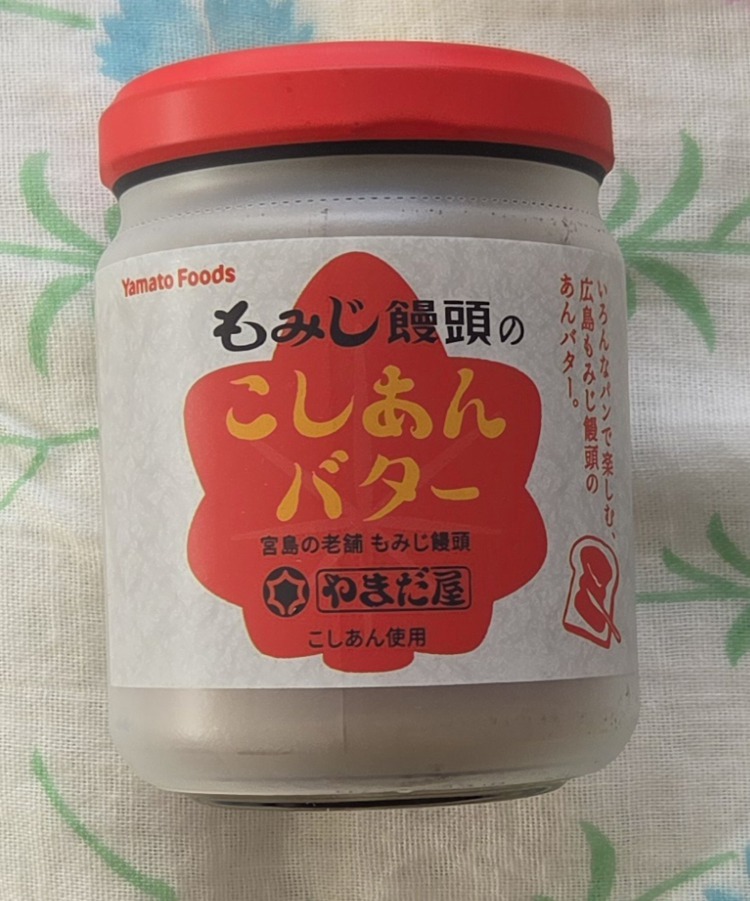 Yamato Foods
もみじ饅頭の
こしあん
バター
宮島の老舗 もみじ饅頭
やまだ屋
こしあん使用
いろんなパンで楽しむ、
広島もみじ饅頭の
あんバター。